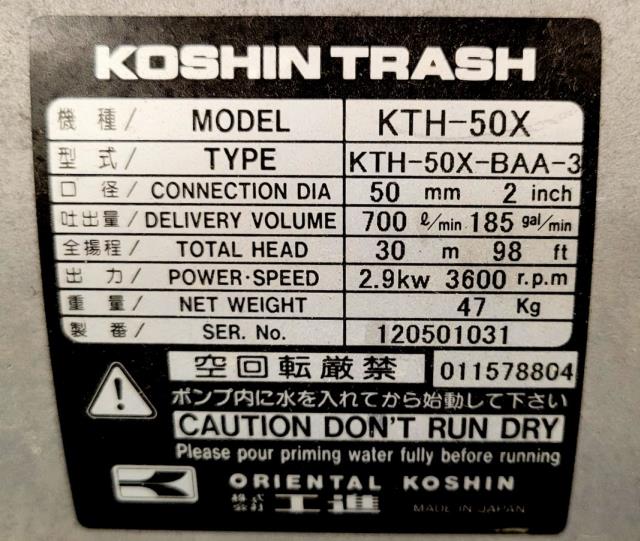 KOSHIN TRASH
機種/ MODEL KTH-50X
型式/ TYPE KTH-50X-BAA-3
口径/ CONNECTION DIA 50 mm 2 inch
吐出量/ DELIVERY VOLUME 700 ℓ/min 185 gal/min
全揚程/ TOTAL HEAD 30 m 98 ft
出力/ POWER·SPEED 2.9kw 3600 r.p.m
重量/ NET WEIGHT 47 Kg
製番/ SER. No. 120501031
空回転厳禁 011578804
ポンプ内に水を入れてから始動して下さい
CAUTION DON'T RUN DRY
Please pour priming water fully before running
ORIENTAL KOSHIN
株式会社 工進 MADE IN JAPAN